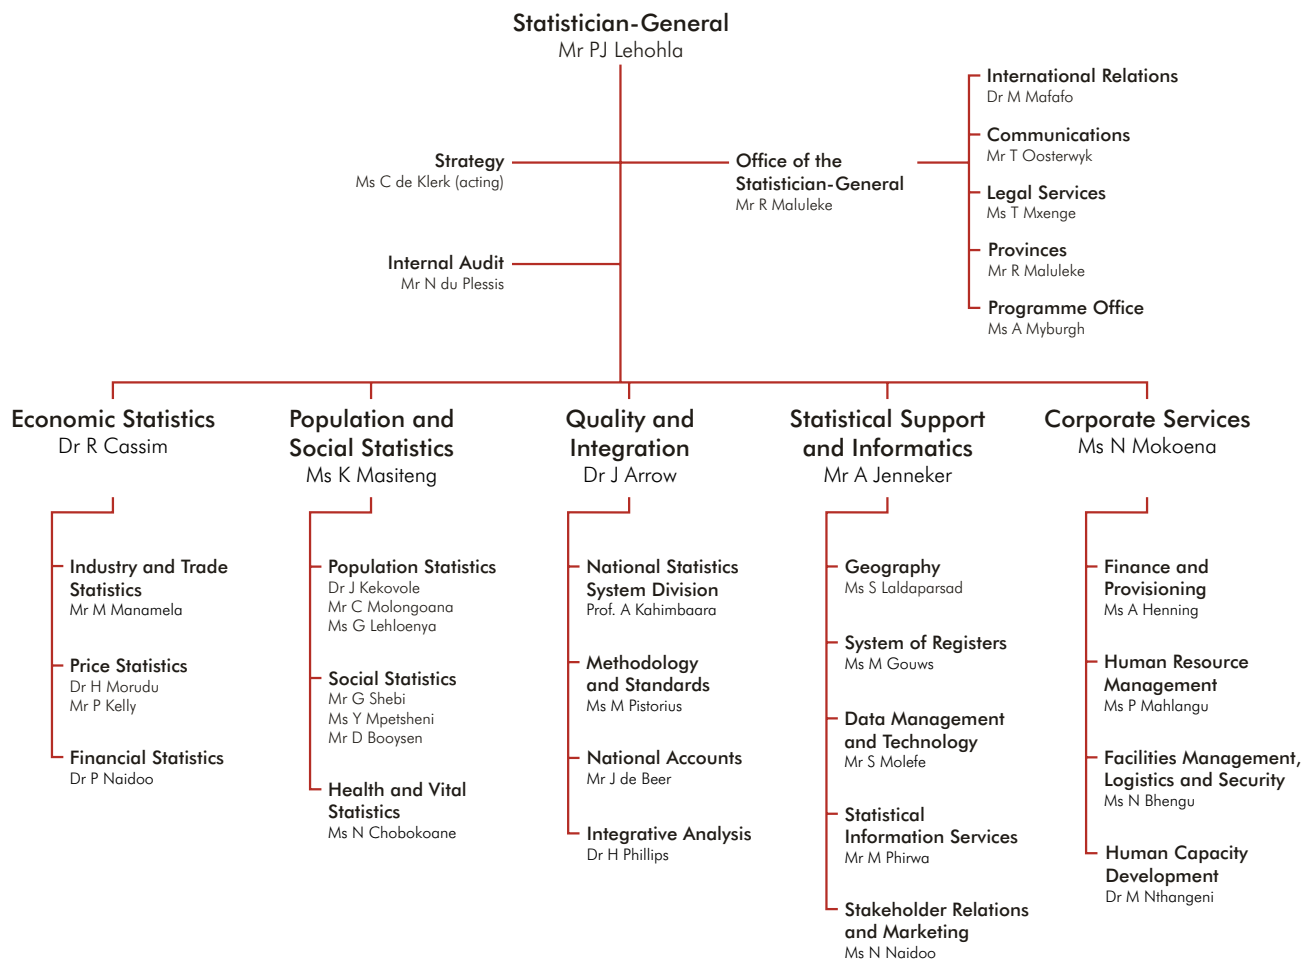 Statistician-General
Mr PJ Lehohla
Strategy
Ms C de Klerk (acting)
Internal Audit
Mr N du Plessis
Office of the
Statistician-General
Mr R Maluleke
International Relations
Dr M Mafafo
Communications
Mr T Oosterwyk
Legal Services
Ms T Mxenge
Provinces
Mr R Maluleke
Programme Office
Ms A Myburgh
Economic Statistics
Dr R Cassim
Industry and Trade
Statistics
Mr M Manamela
Price Statistics
Dr H Morudu
Mr P Kelly
Financial Statistics
Dr P Naidoo
Population and
Social Statistics
Ms K Masiteng
Population Statistics
Dr J Kekovole
Mr C Molongoana
Ms G Lehloenya
Social Statistics
Mr G Shebi
Ms Y Mpetsheni
Mr D Booysen
Health and Vital
Statistics
Ms N Chobokoane
Quality and
Integration
Dr J Arrow
National Statistics
System Division
Prof. A Kahimbaara
Methodology
and Standards
Ms M Pistorius
National Accounts
Mr J de Beer
Integrative Analysis
Dr H Phillips
Statistical Support
and Informatics
Mr A Jenneker
Geography
Ms S Laldaparsad
System of Registers
Ms M Gouws
Data Management
and Technology
Mr S Molefe
Statistical
Information Services
Mr M Phirwa
Stakeholder Relations
and Marketing
Ms N Naidoo
Corporate Services
Ms N Mokoena
Finance and
Provisioning
Ms A Henning
Human Resource
Management
Ms P Mahlangu
Facilities Management,
Logistics and Security
Ms N Bhengu
Human Capacity
Development
Dr M Nthangeni